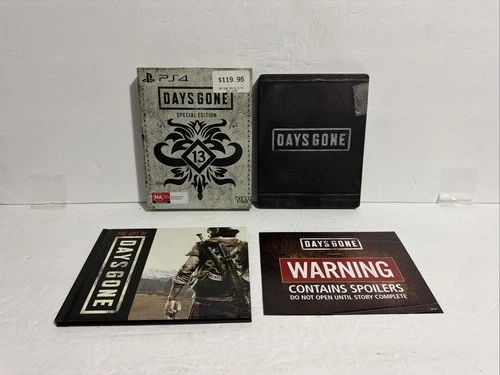 PS4
$119.95
DAYS GONE
SPECIAL EDITION
13
MA
DAYS GONE
THE ART OF
DAYS GONE
DAYS GONE
WARNING
CONTAINS SPOILERS
DO NOT OPEN UNTIL STORY COMPLETE